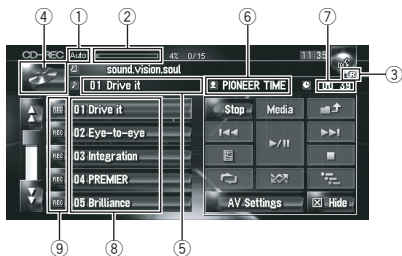 ④ ① ② ⑥ ⑦
CD-REC Auto 4% 0/15 11:35
sound.vision.soul
③
01 Drive it PIONEER TIME 00'39"
REC 01 Drive it Stop Media
REC 02 Eye-to-eye
REC 03 Integration
REC 04 PREMIER
REC 05 Brilliance AV Settings Hide
⑨ ⑧ ⑤